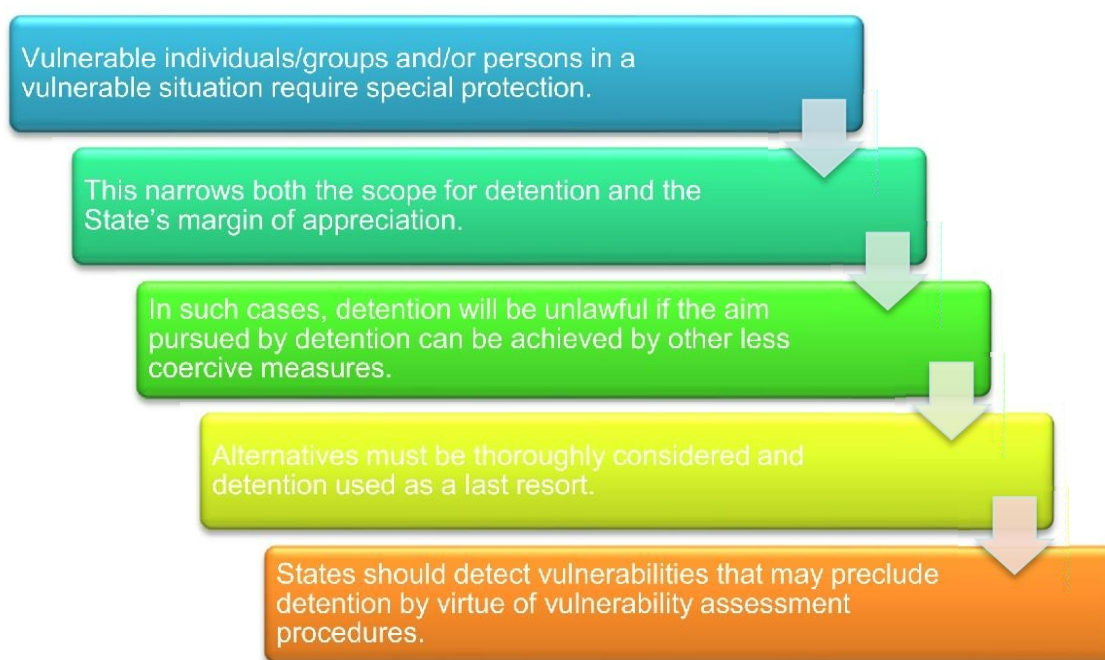 Vulnerable individuals/groups and/or persons in a
vulnerable situation require special protection.
This narrows both the scope for detention and the
State's margin of appreciation.
In such cases, detention will be unlawful if the aim
pursued by detention can be achieved by other less
coercive measures.
Alternatives must be thoroughly considered and
detention used as a last resort.
States should detect vulnerabilities that may preclude
detention by virtue of vulnerability assessment
procedures.